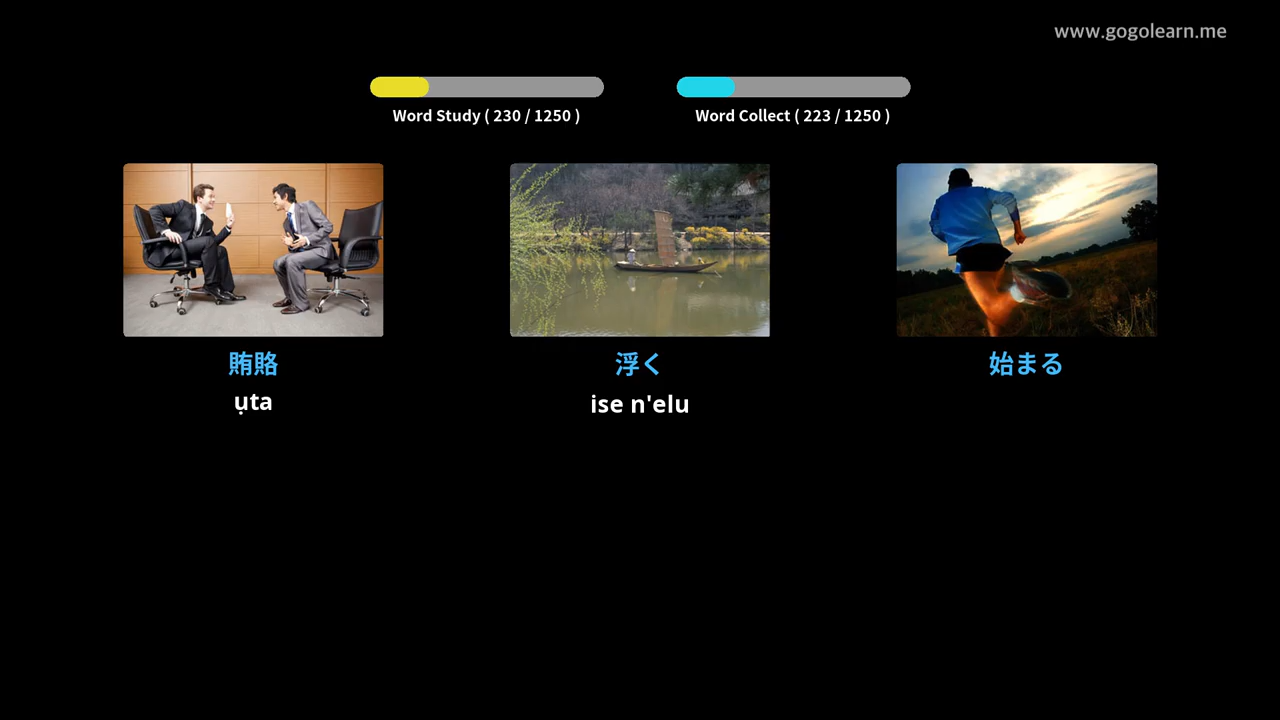 www.gogolearn.me
Word Study ( 230 / 1250 )
Word Collect ( 223 / 1250 )
賄賂
浮く
始まる
ụta
ise n'elu